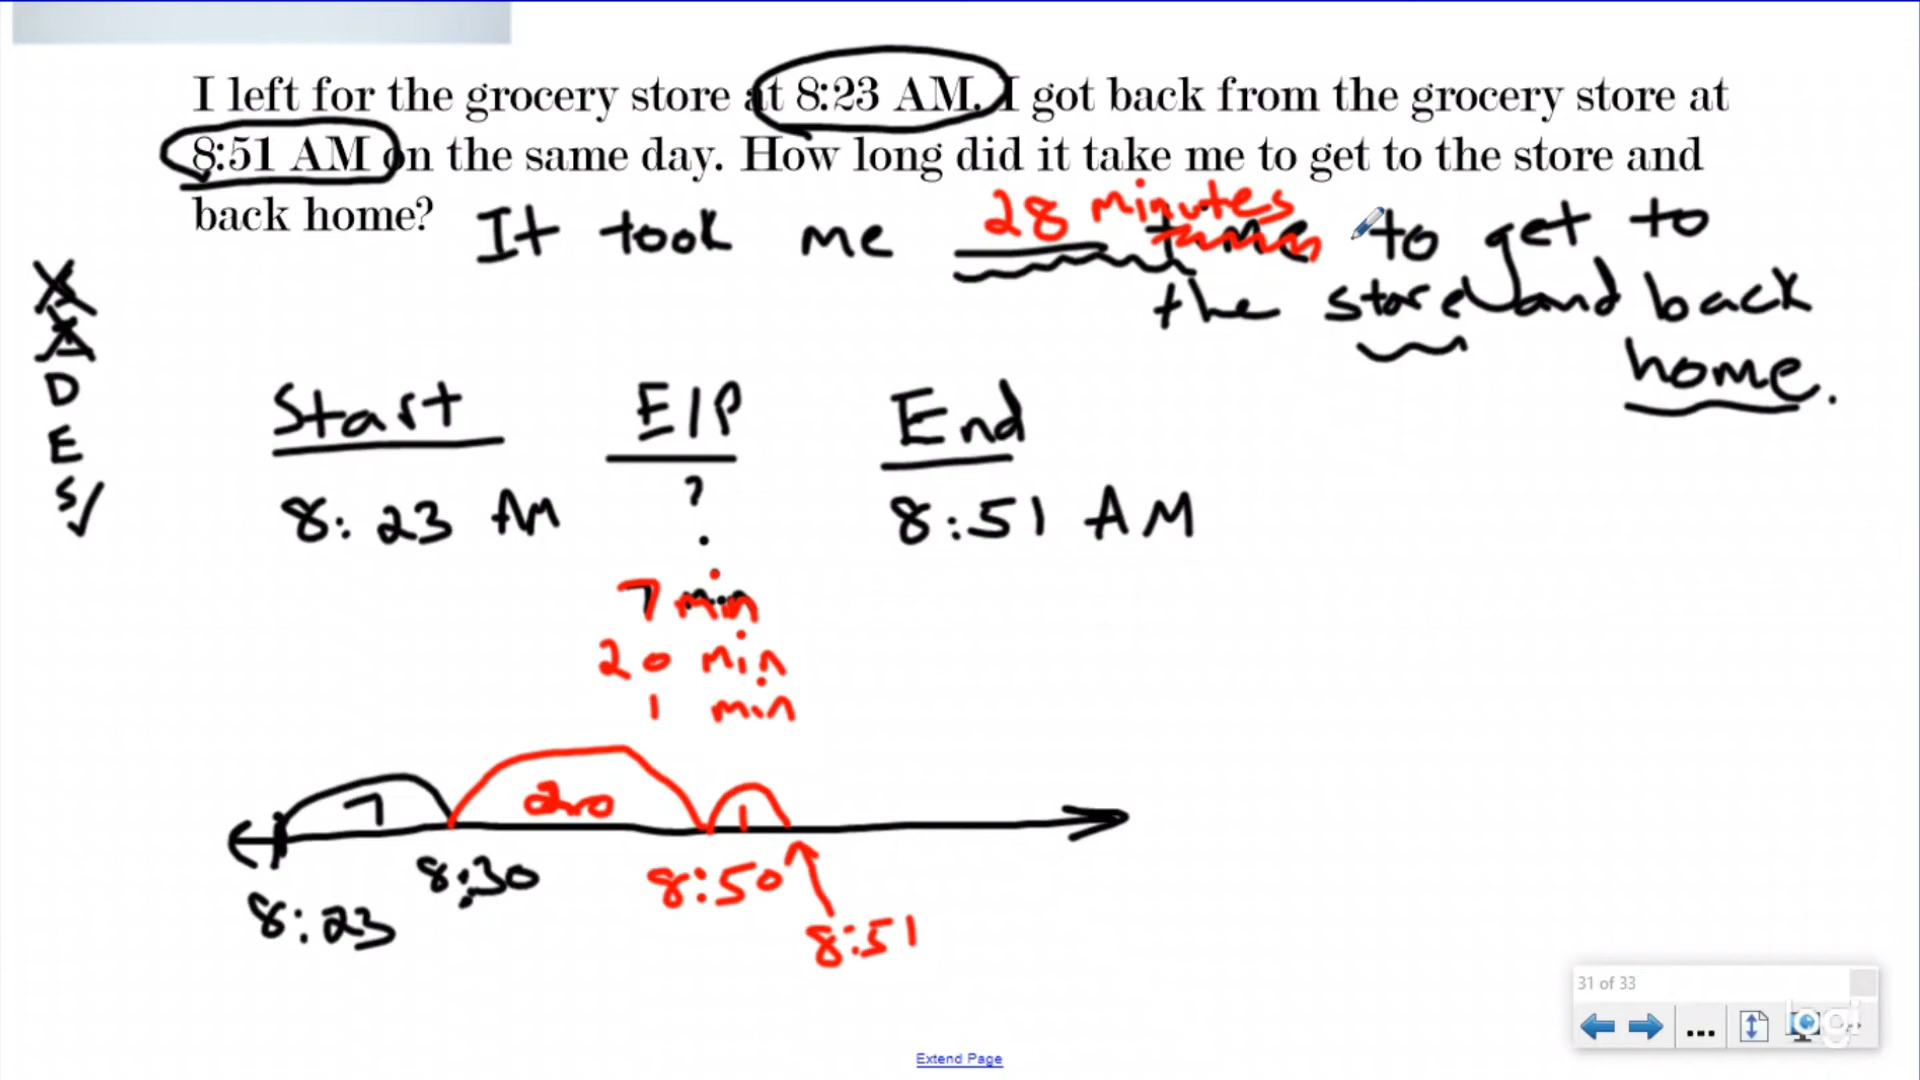 I left for the grocery store at 8:23 AM. I got back from the grocery store at
8:51 AM on the same day. How long did it take me to get to the store and
back home?
It took me 28 minutes time to get to
the store and back
home.
D
E
S
Start E/P End
8:23 AM ? 8:51 AM
7 min
20 min
1 min
7 20 1
8:23 8:30 8:50 8:51
31 of 33
...
logi
Extend Page